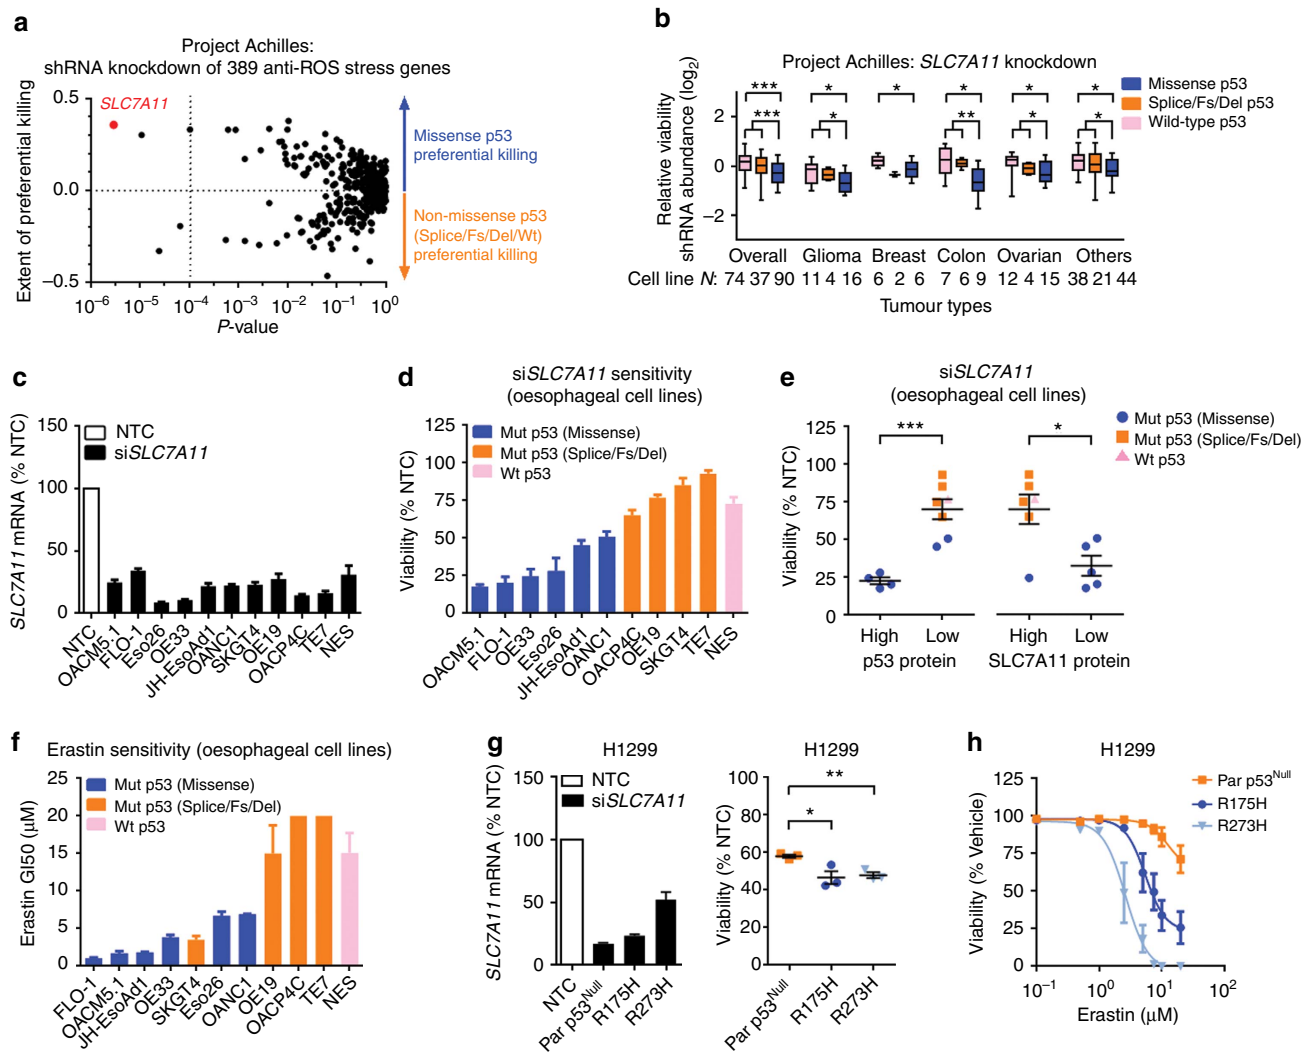 a
Project Achilles:
shRNA knockdown of 389 anti-ROS stress genes
Extent of preferential killing
0.5
0.0
–0.5
SLC7A11
Missense p53
preferential killing
Non-missense p53
(Splice/Fs/Del/Wt)
preferential killing
10–6 10–5 10–4 10–3 10–2 10–1 100
P-value
b
Project Achilles: SLC7A11 knockdown
Relative viability
shRNA abundance (log2)
2
0
–2
*** * * * * *
*** * ** * *
Missense p53
Splice/Fs/Del p53
Wild-type p53
Overall Glioma Breast Colon Ovarian Others
Cell line N: 74 37 90 11 4 16 6 2 6 7 6 9 12 4 15 38 21 44
Tumour types
c
SLC7A11 mRNA (% NTC)
150
100
50
0
NTC
siSLC7A11
NTC OACM5.1 FLO-1 Eso26 OE33 JH-EsoAd1 OANC1 SKGT4 OE19 OACP4C TE7 NES
d
siSLC7A11 sensitivity
(oesophageal cell lines)
Viability (% NTC)
125
100
75
50
25
0
Mut p53 (Missense)
Mut p53 (Splice/Fs/Del)
Wt p53
OACM5.1 FLO-1 OE33 Eso26 JH-EsoAd1 OANC1 OACP4C OE19 SKGT4 TE7 NES
e
siSLC7A11
(oesophageal cell lines)
Viability (% NTC)
125
100
75
50
25
0
*** *
Mut p53 (Missense)
Mut p53 (Splice/Fs/Del)
Wt p53
High Low High Low
p53 protein SLC7A11 protein
f
Erastin sensitivity (oesophageal cell lines)
Erastin GI50 (μM)
25
20
15
10
5
0
Mut p53 (Missense)
Mut p53 (Splice/Fs/Del)
Wt p53
FLO-1 OACM5.1 JH-EsoAd1 OE33 SKGT4 Eso26 OANC1 OE19 OACP4C TE7 NES
g
H1299
SLC7A11 mRNA (% NTC)
150
100
50
0
NTC
siSLC7A11
NTC Par p53Null R175H R273H
H1299
Viability (% NTC)
100
80
60
40
20
0
**
*
Par p53Null R175H R273H
h
H1299
Viability (% Vehicle)
125
100
75
50
25
0
Par p53Null
R175H
R273H
10–1 100 101 102
Erastin (μM)